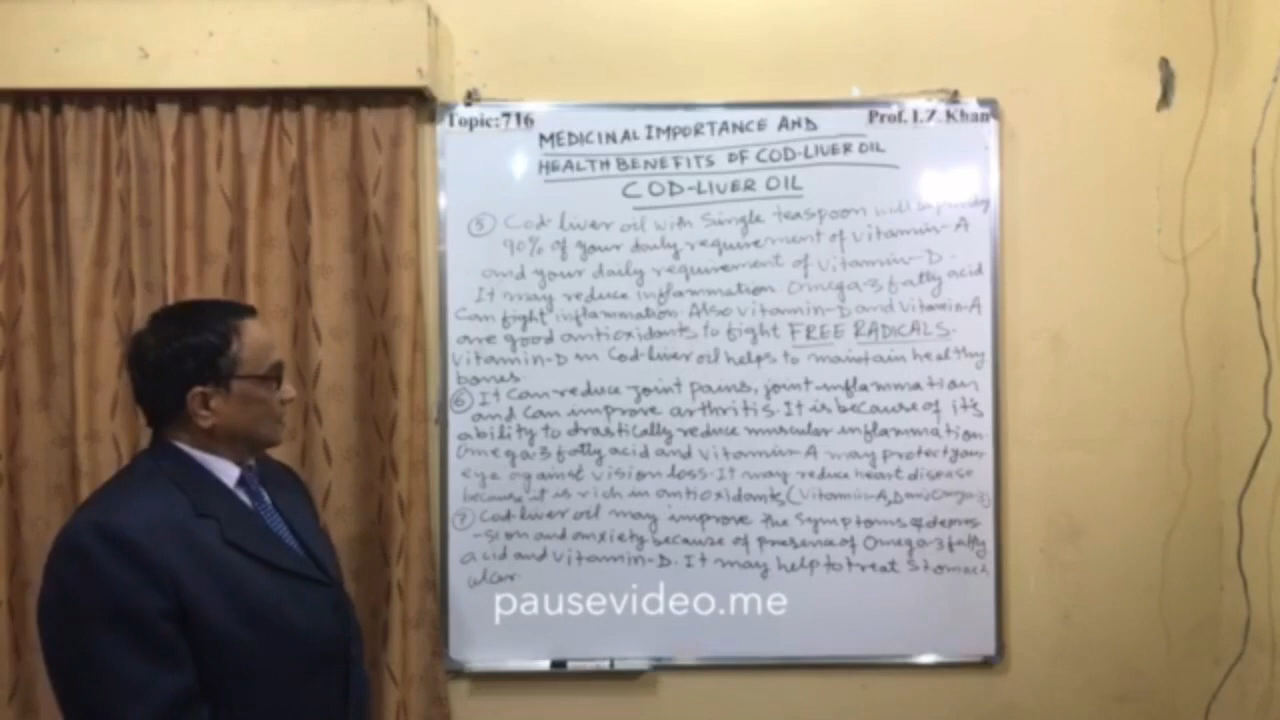 Topic:716
Prof. I.Z. Khan
MEDICINAL IMPORTANCE AND
HEALTH BENEFITS OF COD-LIVER OIL
COD-LIVER OIL
⑤ Cod-liver oil with single teaspoon will
90% of your daily requirement of vitamin-A
and your daily requirement of vitamin-D.
It may reduce inflammation Omega-3 fatty acid
can fight inflammation. Also vitamin-D and vitamin-A
are good antioxidants to fight FREE RADICALS.
Vitamin-D in Cod-liver oil helps to maintain healthy
bones.
⑥ It can reduce joint pains, joint inflammation
and can improve arthritis. It is because of it's
ability to drastically reduce muscular inflammation.
Omega-3 fatty acid and vitamin-A may protect your
eye against vision loss. It may reduce heart disease
because it is rich in antioxidants (Vitamin-A, D and Omega-3)
⑦ Cod liver oil may improve the symptoms of depres
-sion and anxiety because of presence of Omega-3 fatty
acid and vitamin-D. It may help to treat stomach
ulcer.
pausevideo.me